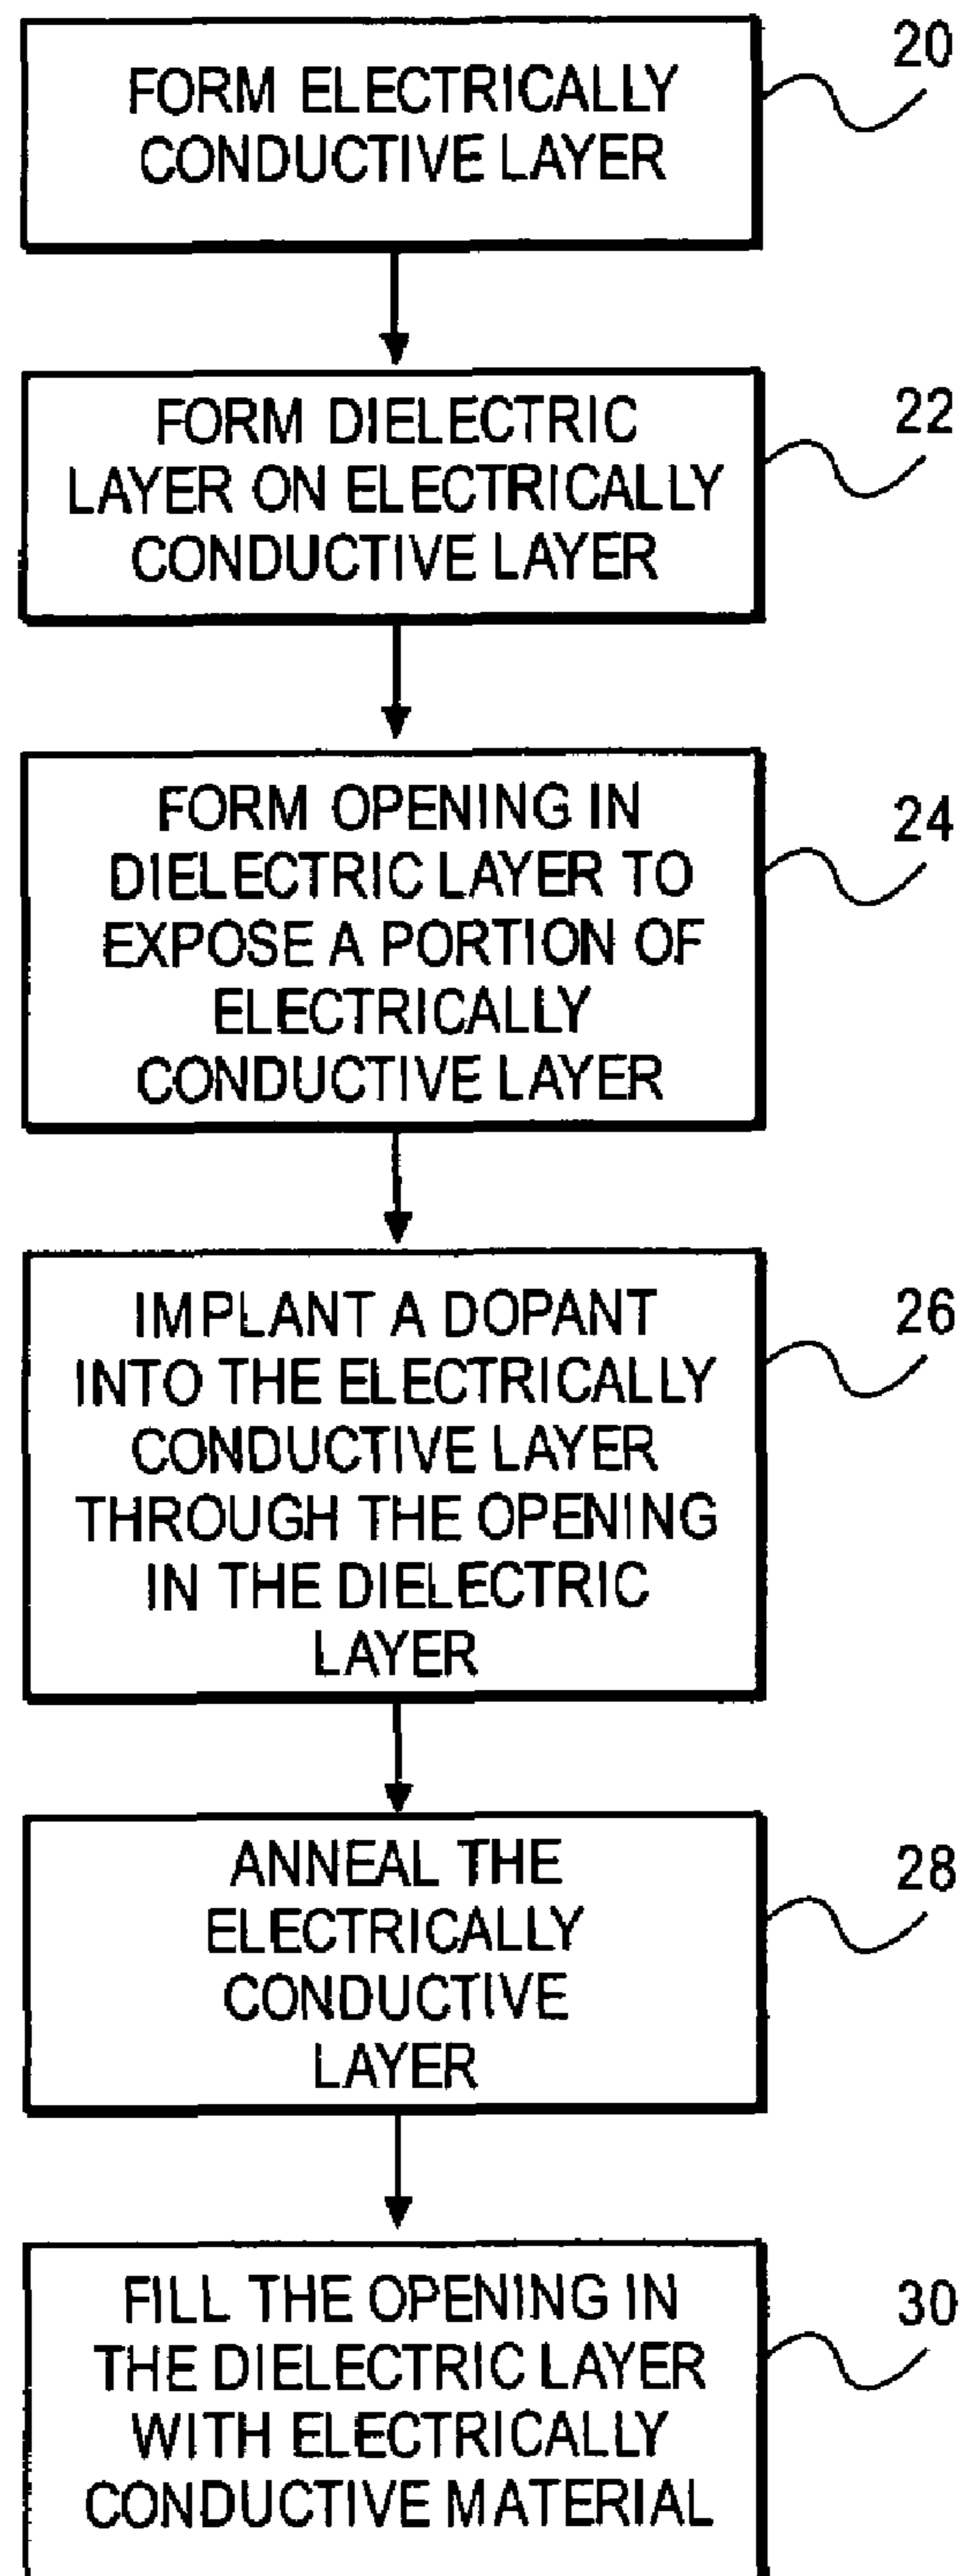 FORM ELECTRICALLY
CONDUCTIVE LAYER
20
FORM DIELECTRIC
LAYER ON ELECTRICALLY
CONDUCTIVE LAYER
22
FORM OPENING IN
DIELECTRIC LAYER TO
EXPOSE A PORTION OF
ELECTRICALLY
CONDUCTIVE LAYER
24
IMPLANT A DOPANT
INTO THE ELECTRICALLY
CONDUCTIVE LAYER
THROUGH THE OPENING
IN THE DIELECTRIC
LAYER
26
ANNEAL THE
ELECTRICALLY
CONDUCTIVE
LAYER
28
FILL THE OPENING IN
THE DIELECTRIC LAYER
WITH ELECTRICALLY
CONDUCTIVE MATERIAL
30